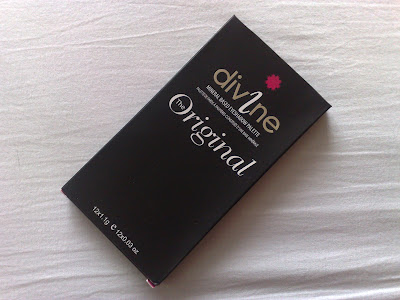 divine
MINERAL BASED EYESHADOW PALETTE
The
Original
12x1.1g e 12x0.03 oz